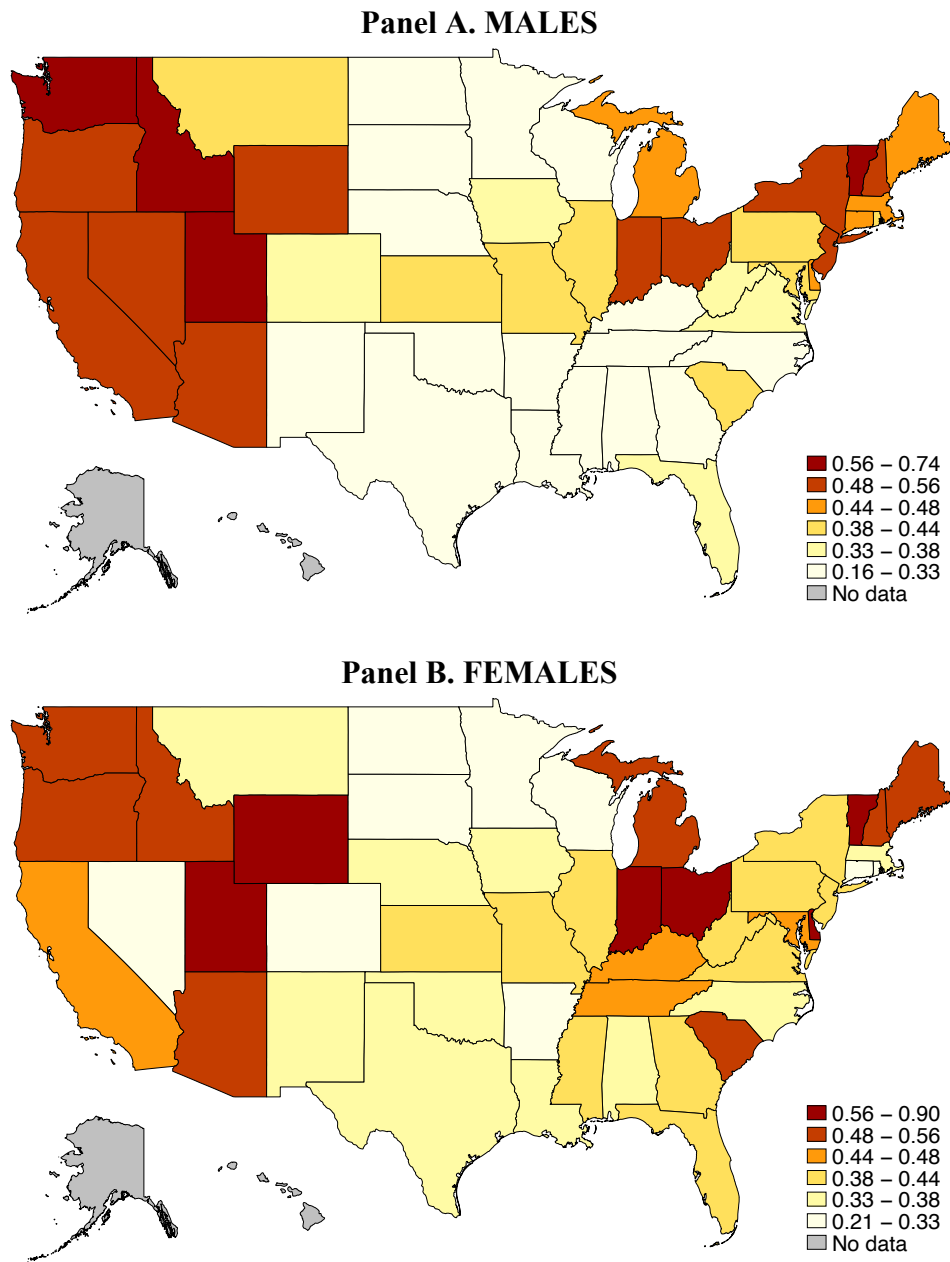 Panel A. MALES
0.56 – 0.74
0.48 – 0.56
0.44 – 0.48
0.38 – 0.44
0.33 – 0.38
0.16 – 0.33
No data
Panel B. FEMALES
0.56 – 0.90
0.48 – 0.56
0.44 – 0.48
0.38 – 0.44
0.33 – 0.38
0.21 – 0.33
No data